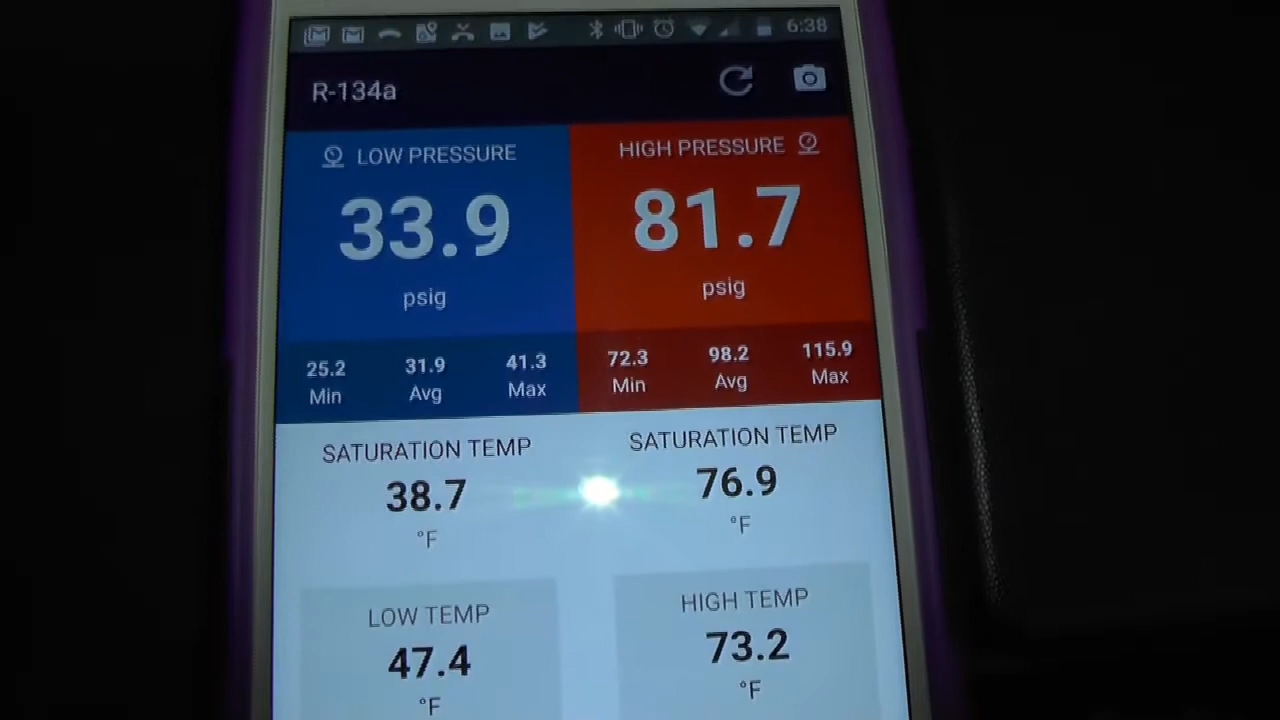 6:38
R-134a
LOW PRESSURE
33.9
psig
25.2 31.9 41.3
Min Avg Max
HIGH PRESSURE
81.7
psig
72.3 98.2 115.9
Min Avg Max
SATURATION TEMP
38.7
°F
SATURATION TEMP
76.9
°F
LOW TEMP
47.4
°F
HIGH TEMP
73.2
°F